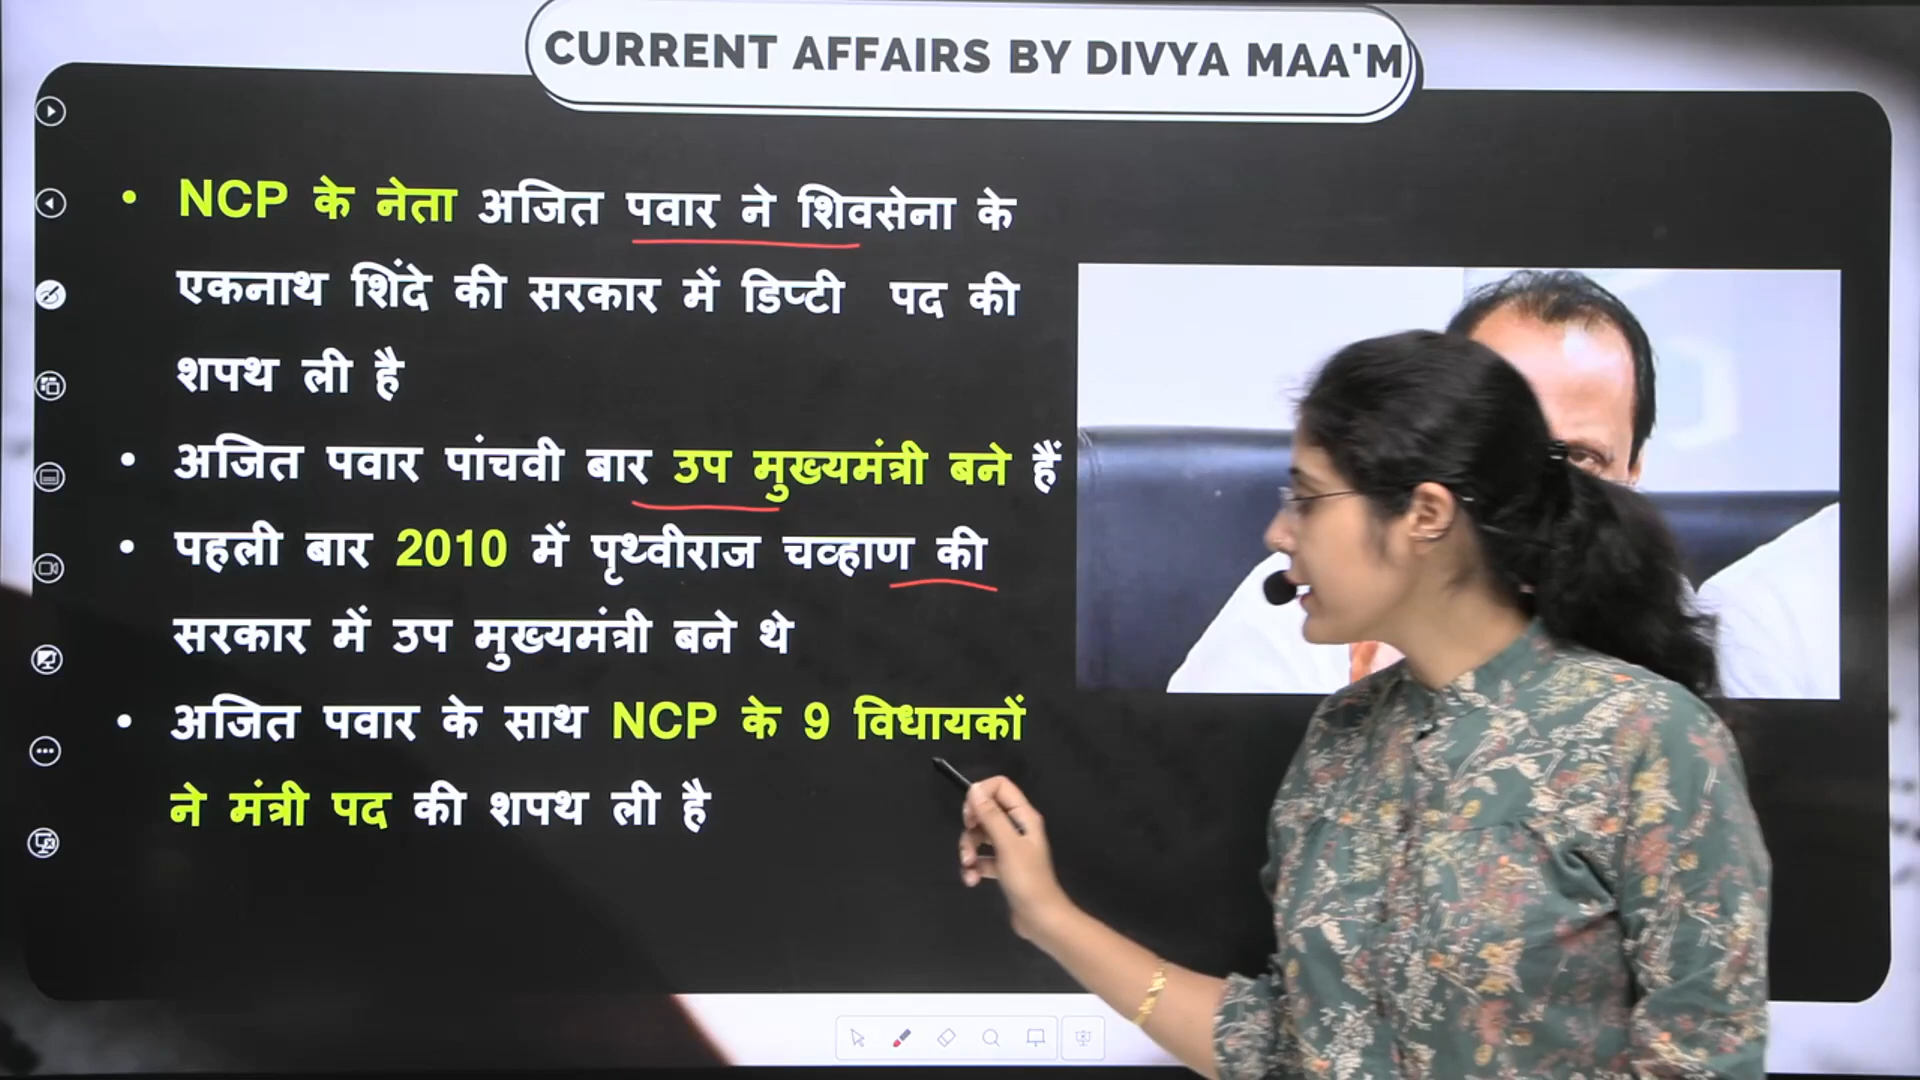 CURRENT AFFAIRS BY DIVYA MAA'M
• NCP के नेता अजित पवार ने शिवसेना के
एकनाथ शिंदे की सरकार में डिप्टी पद की
शपथ ली है
• अजित पवार पांचवी बार उप मुख्यमंत्री बने हैं
• पहली बार 2010 में पृथ्वीराज चव्हाण की
सरकार में उप मुख्यमंत्री बने थे
• अजित पवार के साथ NCP के 9 विधायकों
ने मंत्री पद की शपथ ली है